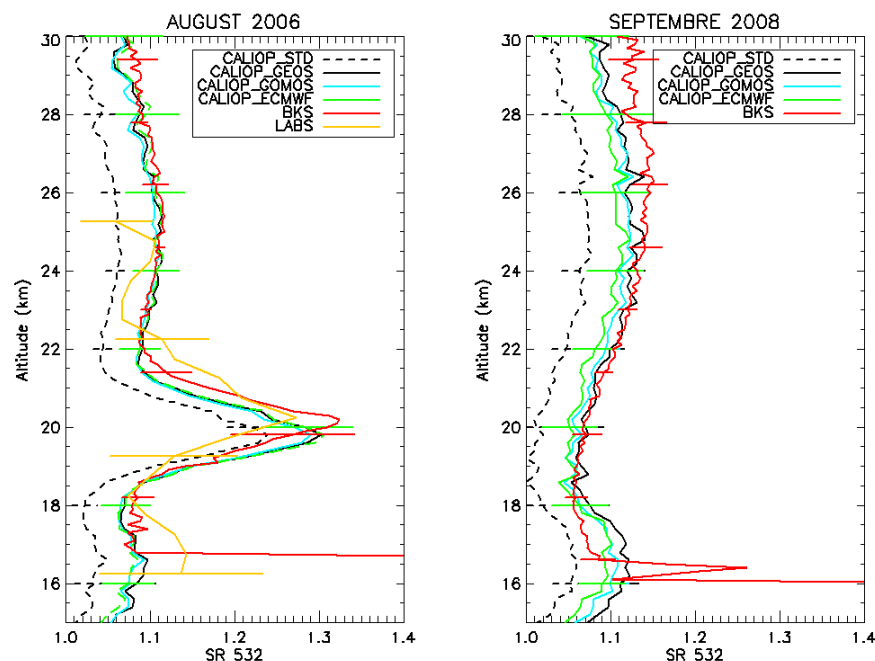 AUGUST 2006
30
28
26
24
22
20
18
16
Altitude (km)
CALIOP_STD
CALIOP_GEOS
CALIOP_GOMOS
CALIOP_ECMWF
BKS
LABS
1.0 1.1 1.2 1.3 1.4
SR 532
SEPTEMBRE 2008
30
28
26
24
22
20
18
16
Altitude (km)
CALIOP_STD
CALIOP_GEOS
CALIOP_GOMOS
CALIOP_ECMWF
BKS
1.0 1.1 1.2 1.3 1.4
SR 532